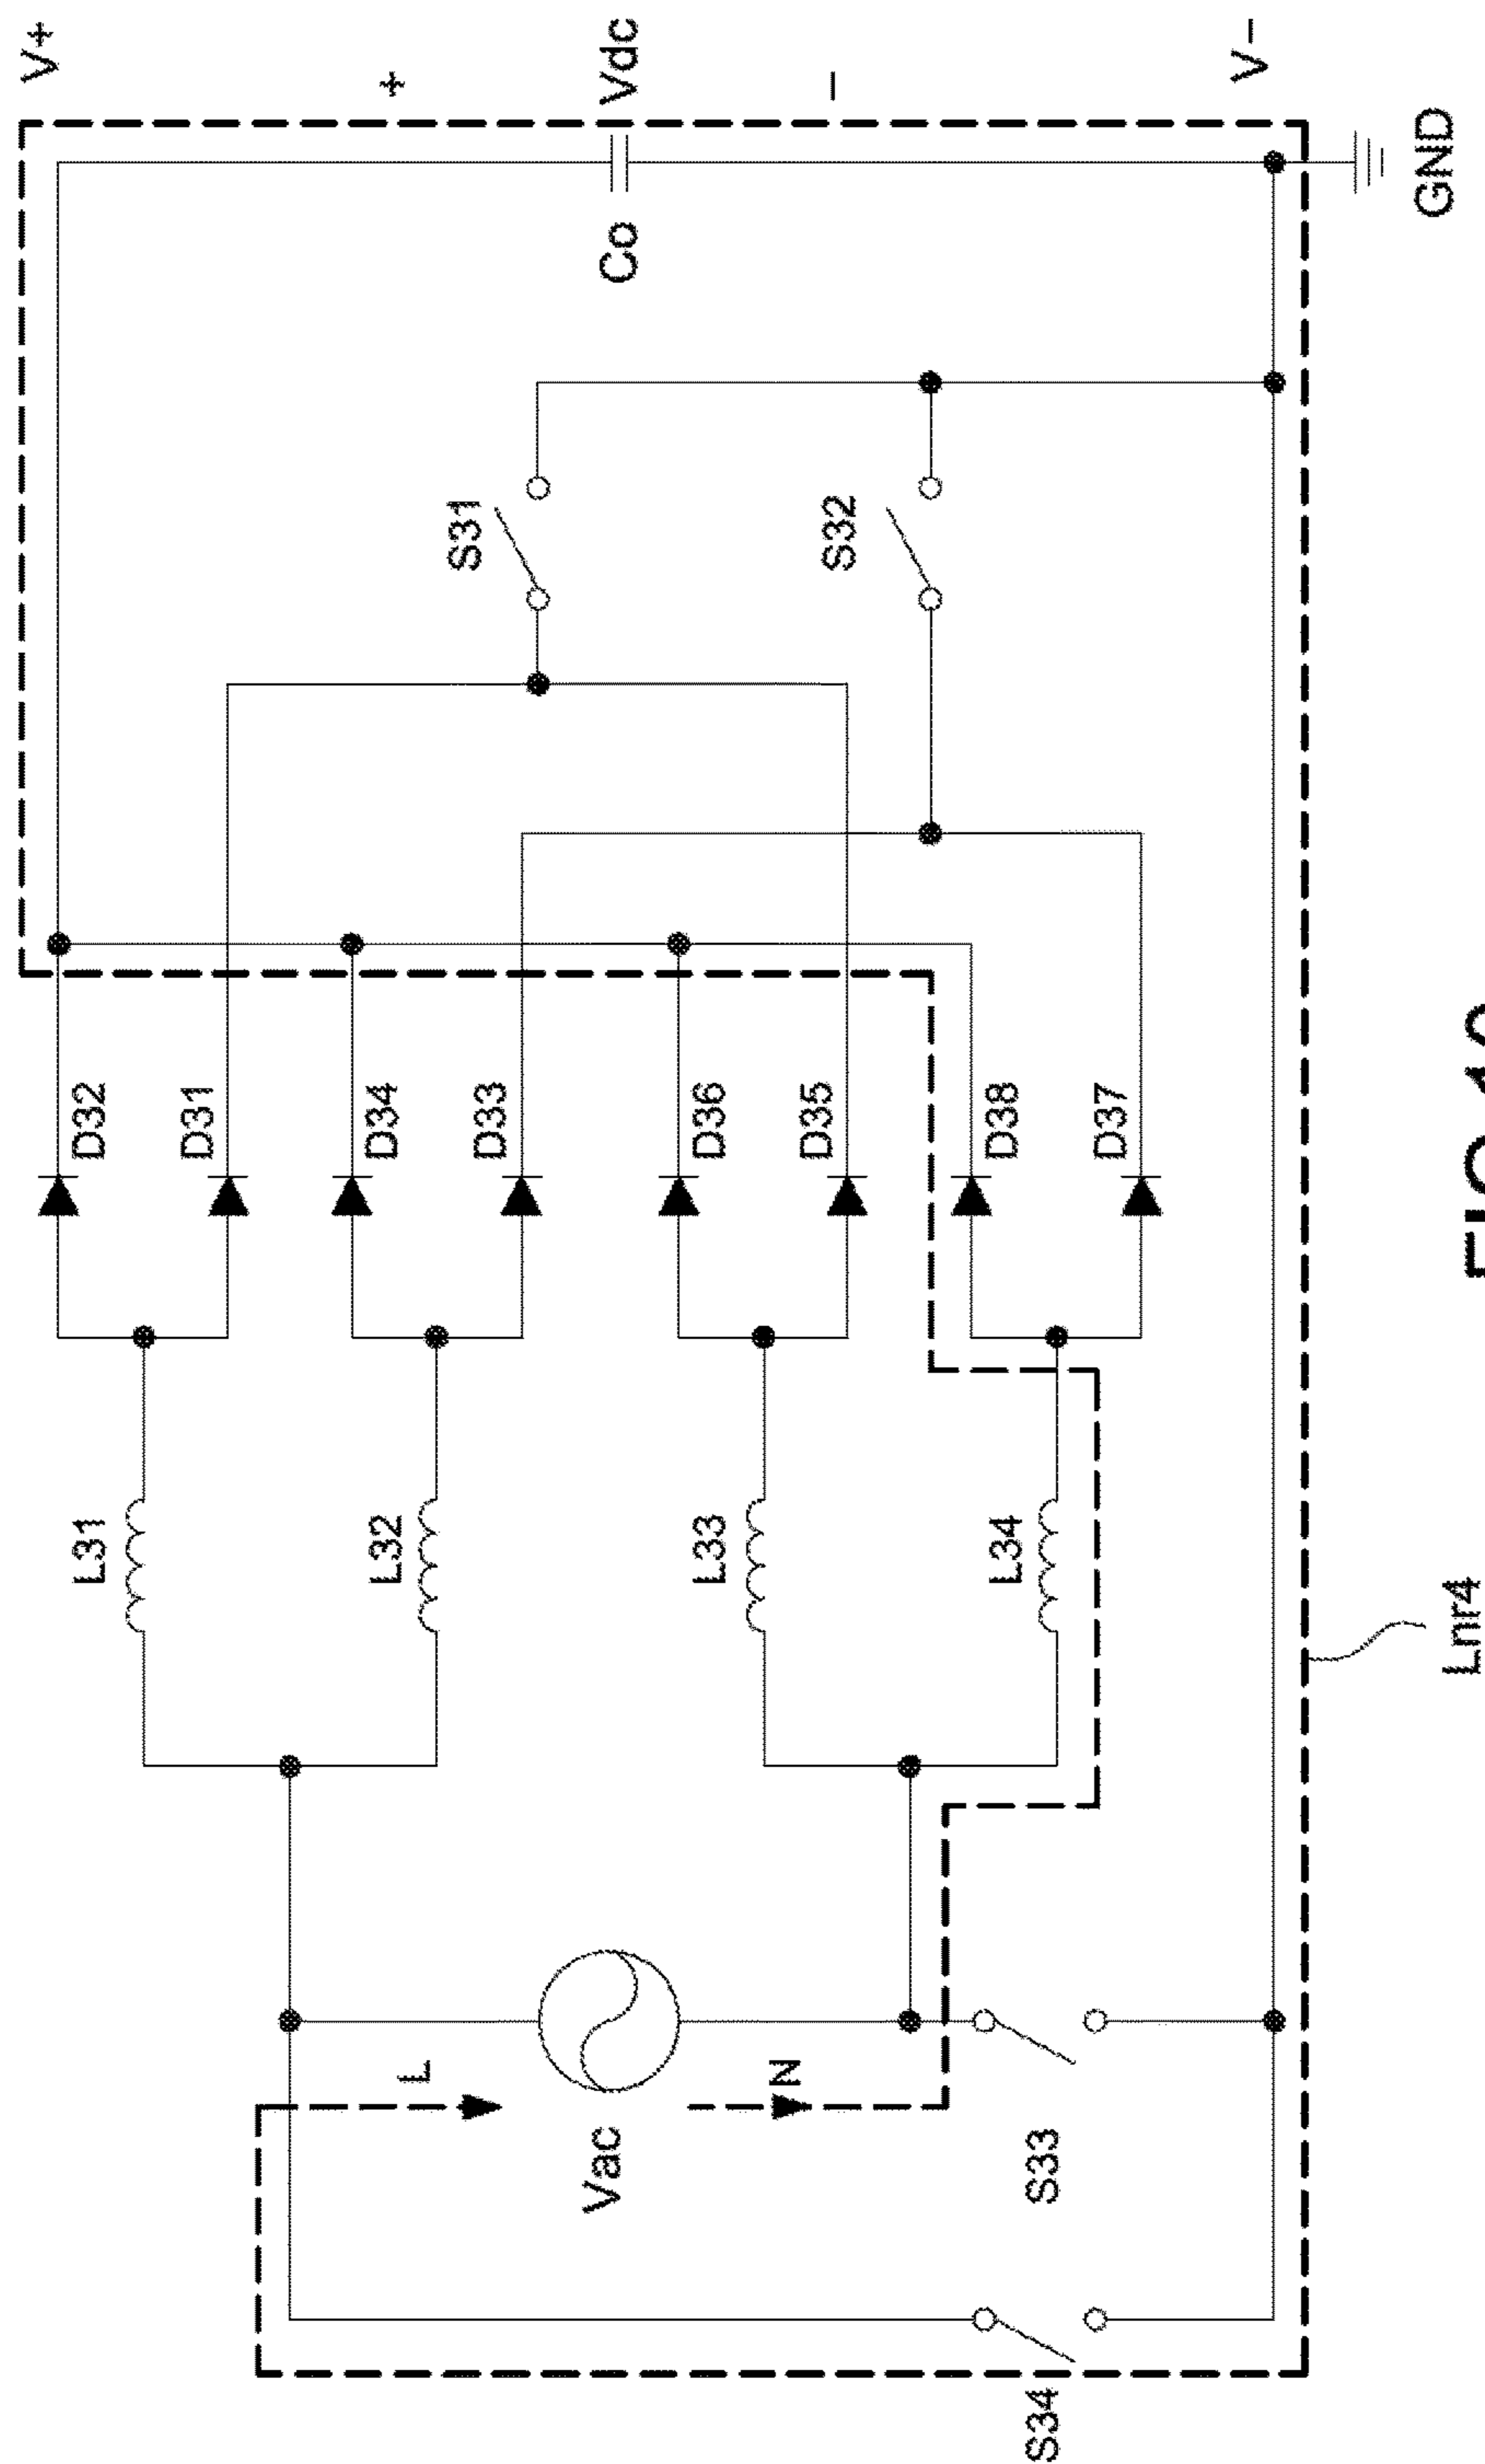 V+
L31
D32
D31
L32
D34
+
L
S31
D33
Vac
Co
Vdc
L33
D36
N
D35
S32
−
L34
D38
S34
S33
D37
V−
GND
Lnr4